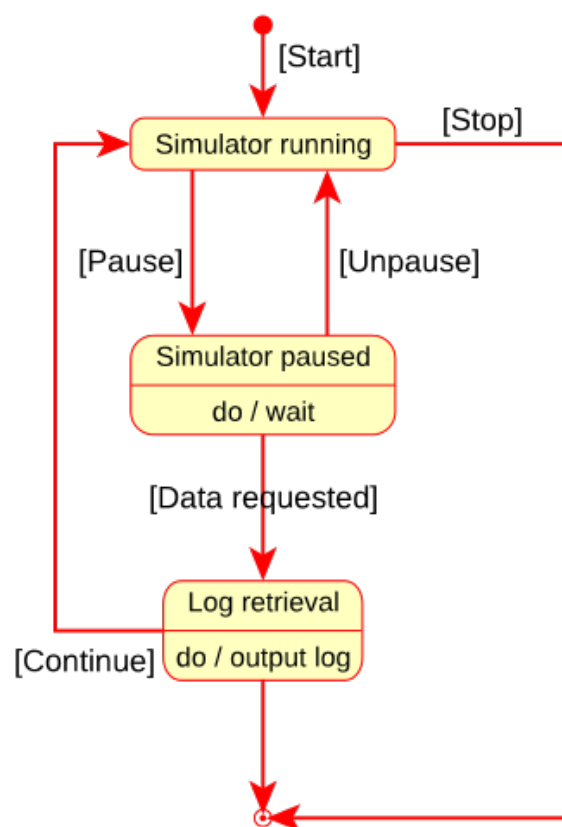 [Start]
[Stop]
Simulator running
[Pause]
[Unpause]
Simulator paused
do / wait
[Data requested]
Log retrieval
do / output log
[Continue]